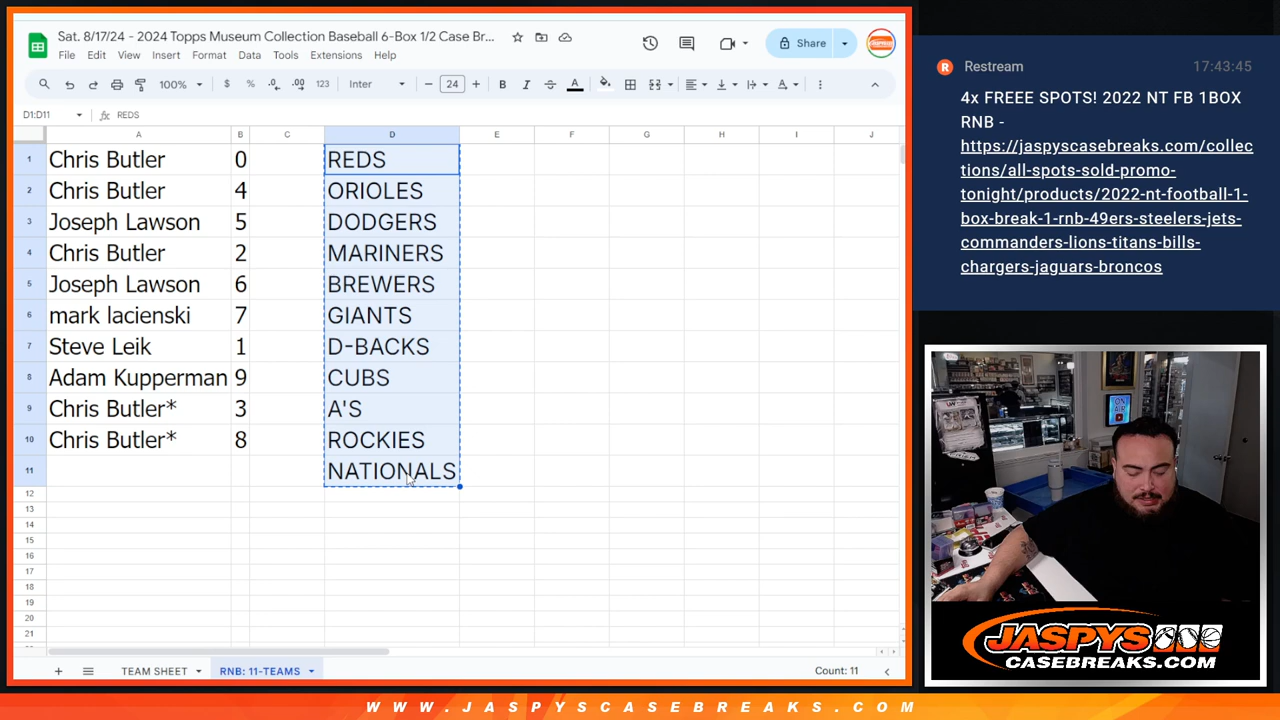 Sat. 8/17/24 - 2024 Topps Museum Collection Baseball 6-Box 1/2 Case Br...
File Edit View Insert Format Data Tools Extensions Help
Share
100% $ % .0 .00 123 Inter 24 B I A
D1:D11 fx REDS
A B C D E F G H I J
1 Chris Butler 0 REDS
2 Chris Butler 4 ORIOLES
3 Joseph Lawson 5 DODGERS
4 Chris Butler 2 MARINERS
5 Joseph Lawson 6 BREWERS
6 mark lacienski 7 GIANTS
7 Steve Leik 1 D-BACKS
8 Adam Kupperman 9 CUBS
9 Chris Butler* 3 A'S
10 Chris Butler* 8 ROCKIES
11 NATIONALS
12
13
14
15
16
17
18
19
20
21
TEAM SHEET RNB: 11-TEAMS Count: 11
R Restream 17:43:45
4x FREEE SPOTS! 2022 NT FB 1BOX
RNB -
https://jaspyscasebreaks.com/collec
tions/all-spots-sold-promo-
tonight/products/2022-nt-football-1-
box-break-1-rnb-49ers-steelers-jets-
commanders-lions-titans-bills-
chargers-jaguars-broncos
ON AIR
JASPYS
CASEBREAKS.COM
WWW.JASPYSCASEBREAKS.COM